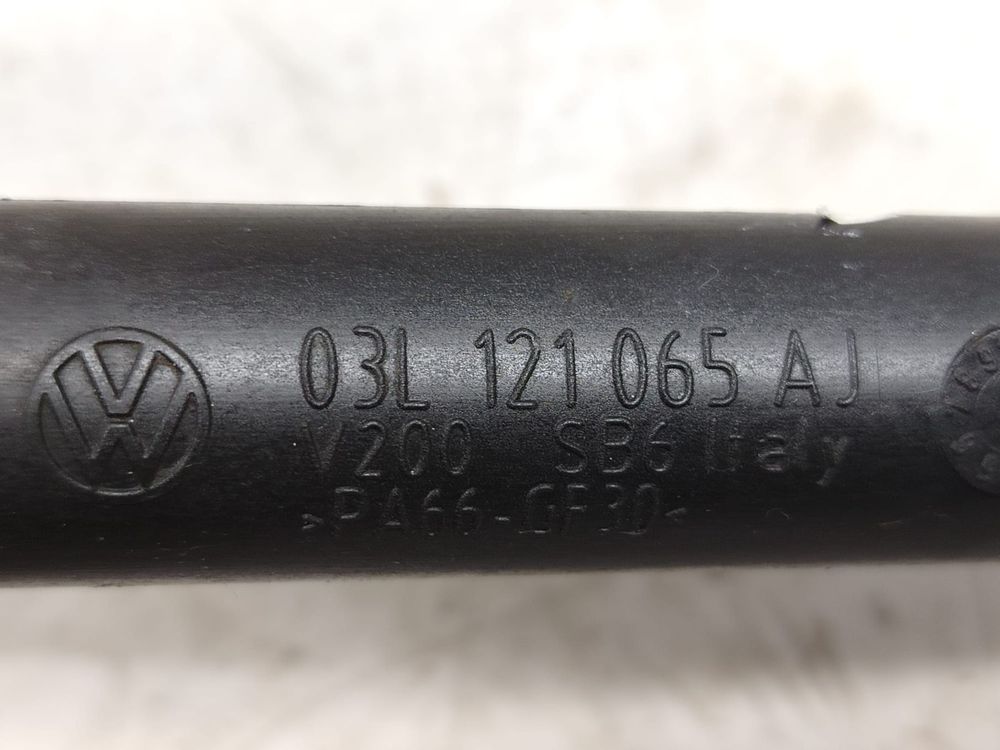 03L 121 065 AJ
V200 SB6 Italy
>PA66-GF30<